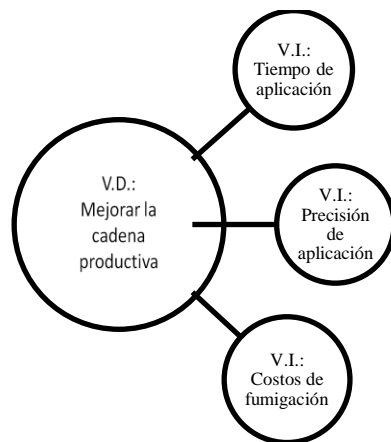 V.I.:
Tiempo de
aplicación
V.D.:
Mejorar la
cadena
productiva
V.I.:
Precisión
de
aplicación
V.I.:
Costos de
fumigación